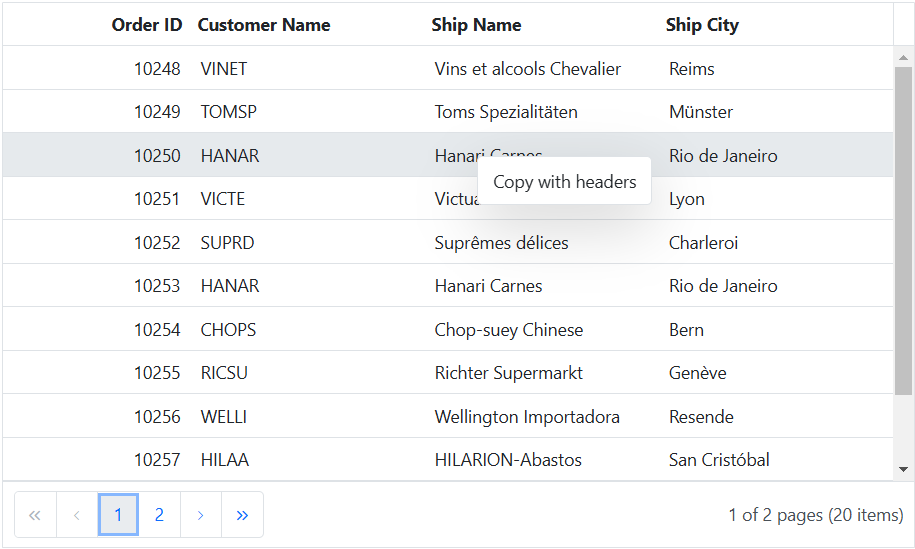 Order ID Customer Name Ship Name Ship City
10248 VINET Vins et alcools Chevalier Reims
10249 TOMSP Toms Spezialitäten Münster
10250 HANAR Hanari Carnes Rio de Janeiro
Copy with headers
10251 VICTE Lyon
10252 SUPRD Suprêmes délices Charleroi
10253 HANAR Hanari Carnes Rio de Janeiro
10254 CHOPS Chop-suey Chinese Bern
10255 RICSU Richter Supermarkt Genève
10256 WELLI Wellington Importadora Resende
10257 HILAA HILARION-Abastos San Cristóbal
« ‹ 1 2 › » 1 of 2 pages (20 items)